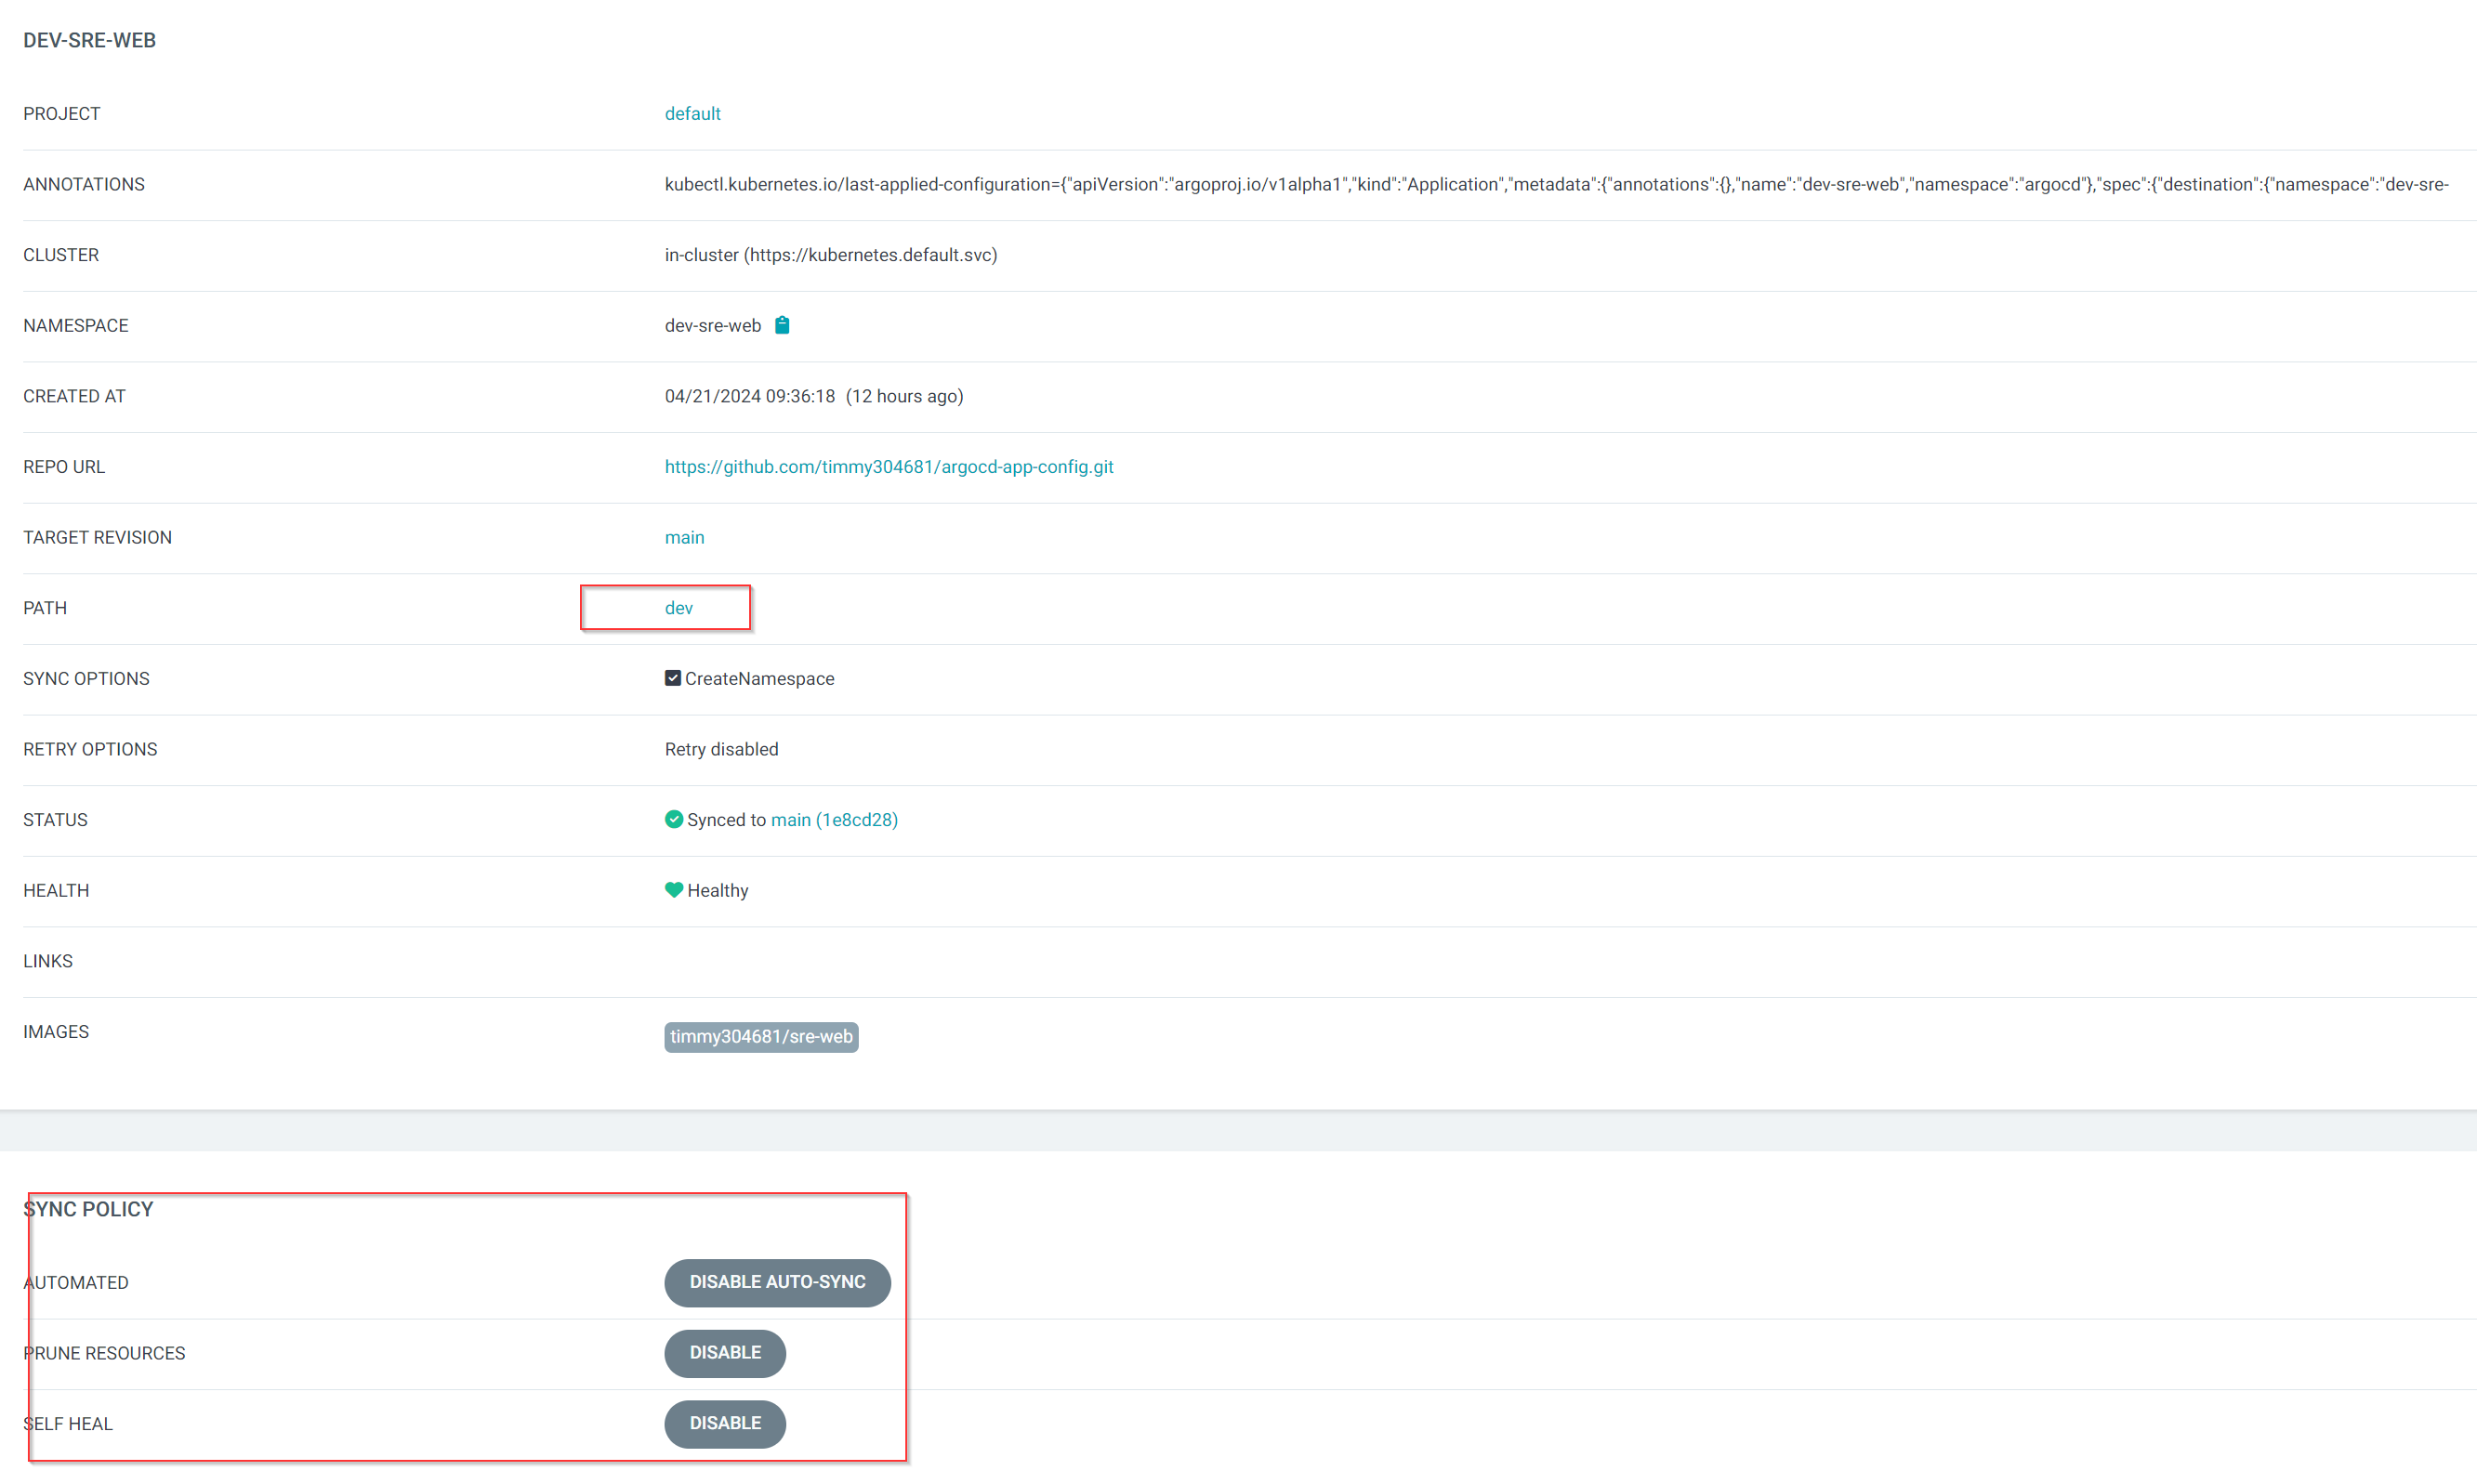 DEV-SRE-WEB
PROJECT default
ANNOTATIONS kubectl.kubernetes.io/last-applied-configuration={"apiVersion":"argoproj.io/v1alpha1","kind":"Application","metadata":{"annotations":{},"name":"dev-sre-web","namespace":"argocd"},"spec":{"destination":{"namespace":"dev-sre-
CLUSTER in-cluster (https://kubernetes.default.svc)
NAMESPACE dev-sre-web
CREATED AT 04/21/2024 09:36:18 (12 hours ago)
REPO URL https://github.com/timmy304681/argocd-app-config.git
TARGET REVISION main
PATH dev
SYNC OPTIONS CreateNamespace
RETRY OPTIONS Retry disabled
STATUS Synced to main (1e8cd28)
HEALTH Healthy
LINKS
IMAGES timmy304681/sre-web
SYNC POLICY
AUTOMATED DISABLE AUTO-SYNC
PRUNE RESOURCES DISABLE
SELF HEAL DISABLE